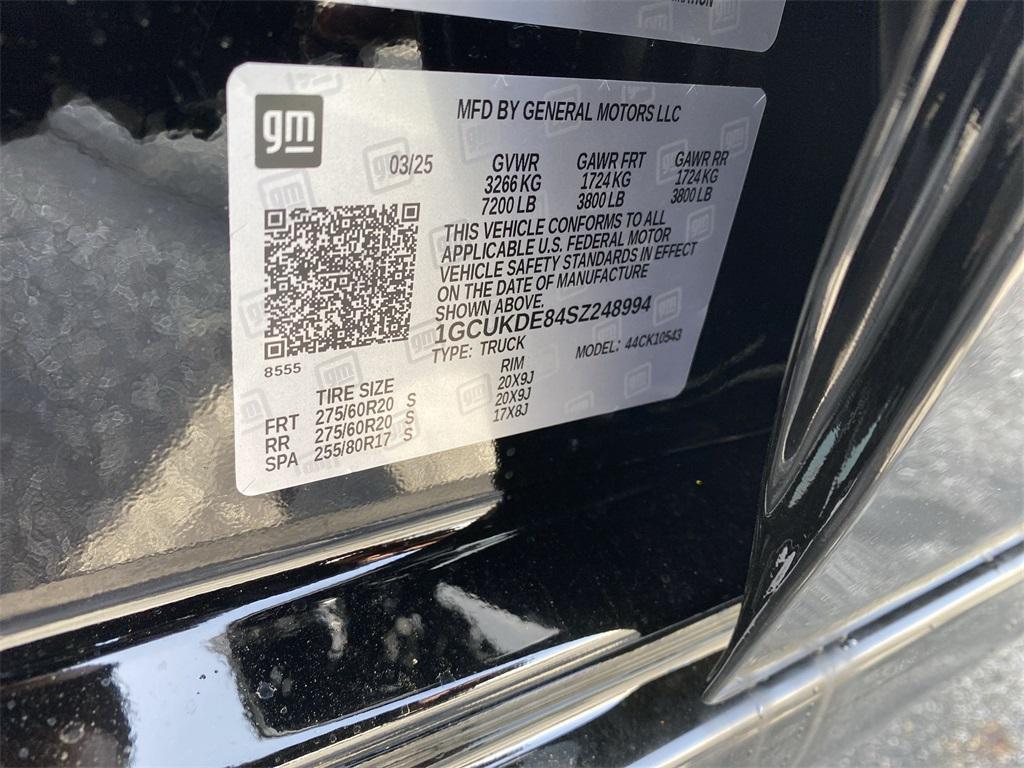 gm
MFD BY GENERAL MOTORS LLC
03/25
GVWR GAWR FRT GAWR RR
3266 KG 1724 KG 1724 KG
7200 LB 3800 LB 3800 LB
THIS VEHICLE CONFORMS TO ALL
APPLICABLE U.S. FEDERAL MOTOR
VEHICLE SAFETY STANDARDS IN EFFECT
ON THE DATE OF MANUFACTURE
SHOWN ABOVE.
1GCUKDE84SZ248994
TYPE: TRUCK MODEL: 44CK10543
8555
TIRE SIZE RIM
FRT 275/60R20 S 20X9J
RR 275/60R20 S 20X9J
SPA 255/80R17 S 17X8J